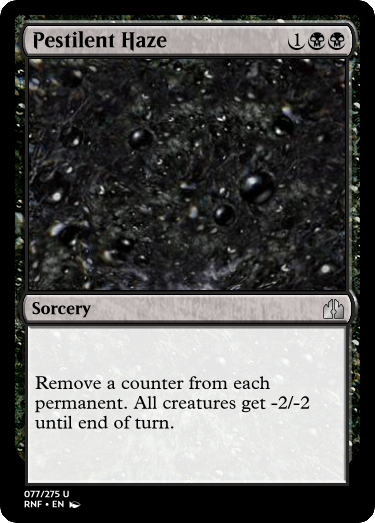 Pestilent Haze 1
Sorcery
Remove a counter from each
permanent. All creatures get -2/-2
until end of turn.
077/275 U
RNF • EN